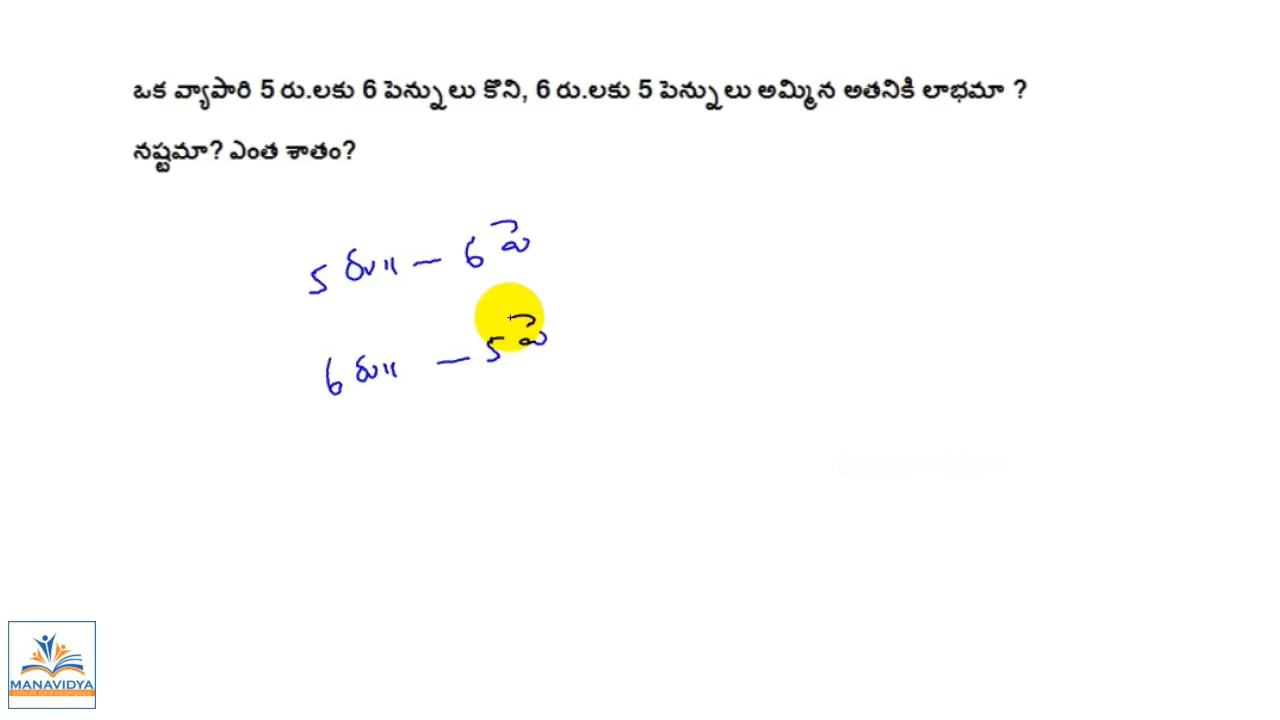 ఒక వ్యాపారి 5 రు.లకు 6 పెన్నులు కొని, 6 రు.లకు 5 పెన్నులు అమ్మిన అతనికి లాభమా ?
నష్టమా? ఎంత శాతం?
5 రు॥ – 6 పె
6 రు॥ – 5 పె
MANAVIDYA